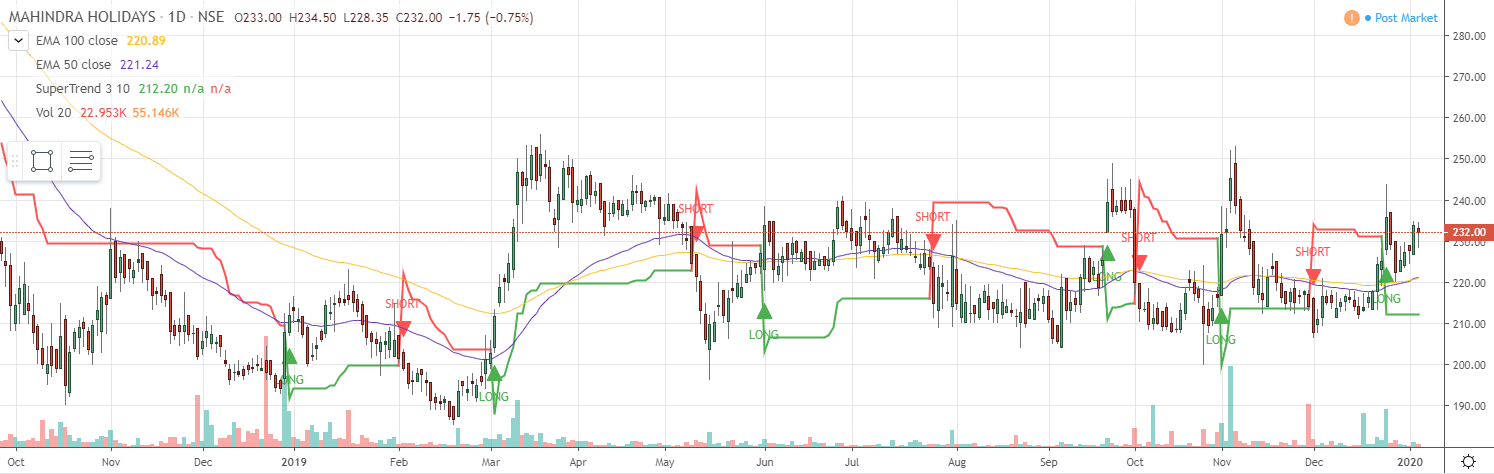 MAHINDRA HOLIDAYS · 1D · NSE O233.00 H234.50 L228.35 C232.00 −1.75 (−0.75%)
! Post Market
EMA 100 close 220.89
EMA 50 close 221.24
SuperTrend 3 10 212.20 n/a n/a
Vol 20 22.953K 55.146K
280.00
270.00
260.00
250.00
240.00
232.00
230.00
220.00
210.00
200.00
190.00
LONG
SHORT
LONG
SHORT
LONG
SHORT
LONG
SHORT
LONG
SHORT
LONG
Oct Nov Dec 2019 Feb Mar Apr May Jun Jul Aug Sep Oct Nov Dec 2020